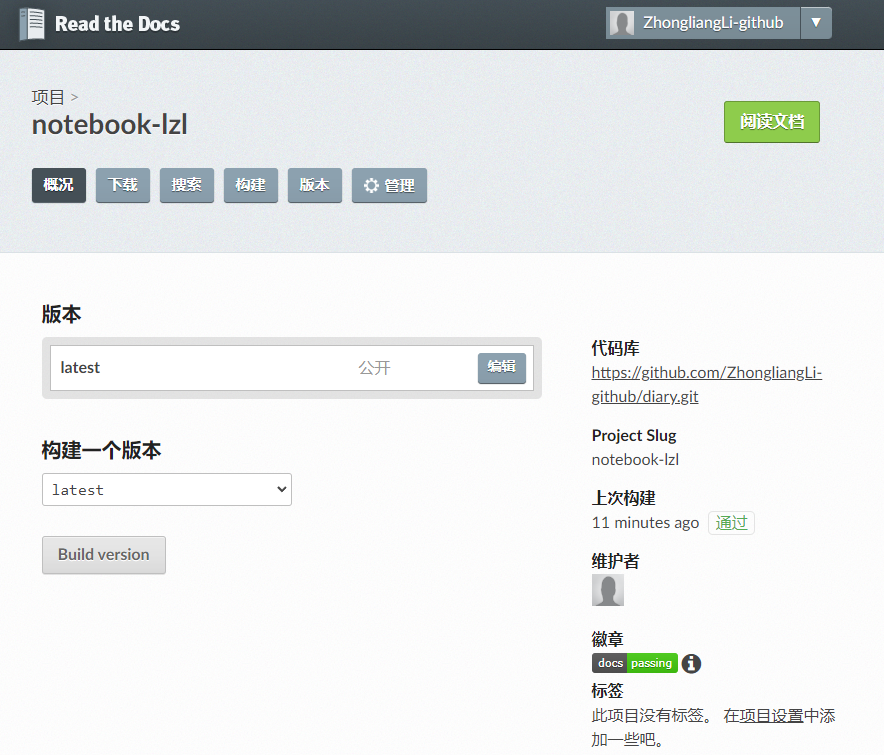 Read the Docs
ZhongliangLi-github ▼
项目 >
notebook-lzl
阅读文档
概况 下载 搜索 构建 版本 管理
版本
latest 公开 编辑
构建一个版本
latest
Build version
代码库
https://github.com/ZhongliangLi-
github/diary.git
Project Slug
notebook-lzl
上次构建
11 minutes ago 通过
维护者
徽章
docs passing
标签
此项目没有标签。 在项目设置中添
加一些吧。